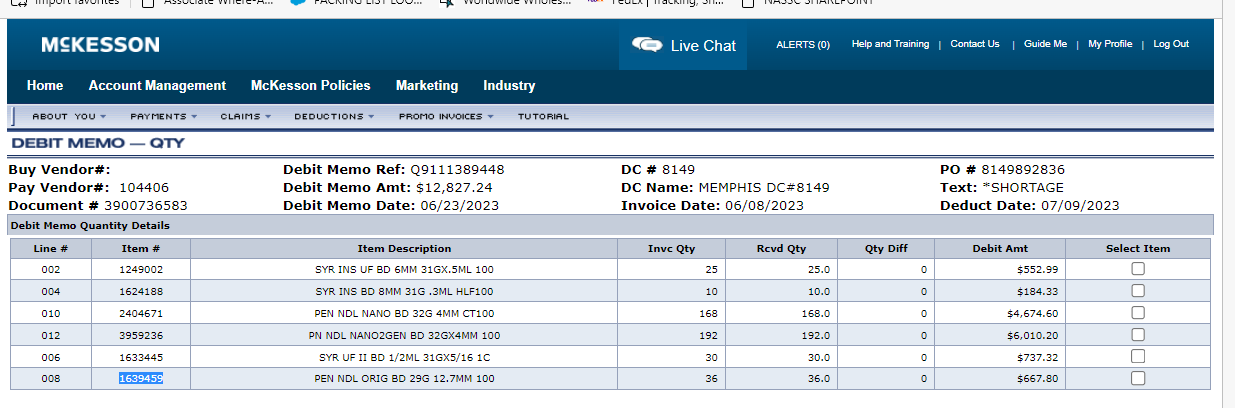 Import favorites Associate Where-A... PACKING LIST LOG... Worldwide Wholes... FedEx | Tracking, Sh... NASSC SHAREPOINT
MCKESSON Live Chat ALERTS (0) Help and Training | Contact Us | Guide Me | My Profile | Log Out
Home Account Management McKesson Policies Marketing Industry
ABOUT YOU PAYMENTS CLAIMS DEDUCTIONS PROMO INVOICES TUTORIAL
DEBIT MEMO — QTY
Buy Vendor#: Debit Memo Ref: Q9111389448 DC # 8149 PO # 8149892836
Pay Vendor#: 104406 Debit Memo Amt: $12,827.24 DC Name: MEMPHIS DC#8149 Text: *SHORTAGE
Document # 3900736583 Debit Memo Date: 06/23/2023 Invoice Date: 06/08/2023 Deduct Date: 07/09/2023
Debit Memo Quantity Details
Line # Item # Item Description Invc Qty Rcvd Qty Qty Diff Debit Amt Select Item
002 1249002 SYR INS UF BD 6MM 31GX.5ML 100 25 25.0 0 $552.99
004 1624188 SYR INS BD 8MM 31G .3ML HLF100 10 10.0 0 $184.33
010 2404671 PEN NDL NANO BD 32G 4MM CT100 168 168.0 0 $4,674.60
012 3959236 PN NDL NANO2GEN BD 32GX4MM 100 192 192.0 0 $6,010.20
006 1633445 SYR UF II BD 1/2ML 31GX5/16 1C 30 30.0 0 $737.32
008 1639459 PEN NDL ORIG BD 29G 12.7MM 100 36 36.0 0 $667.80